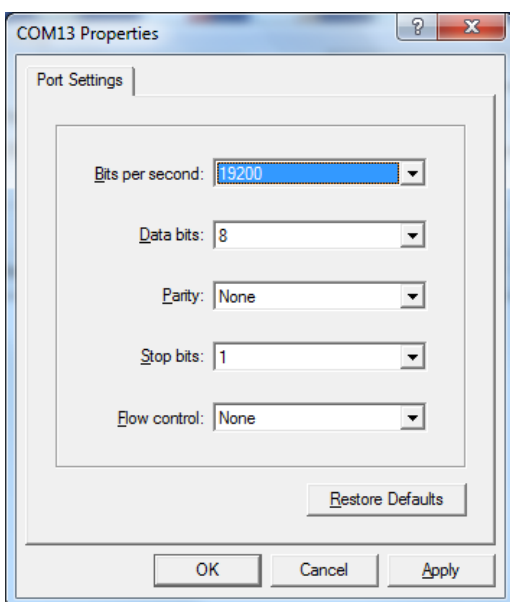 COM13 Properties
Port Settings
Bits per second: 19200
Data bits: 8
Parity: None
Stop bits: 1
Flow control: None
Restore Defaults
OK Cancel Apply